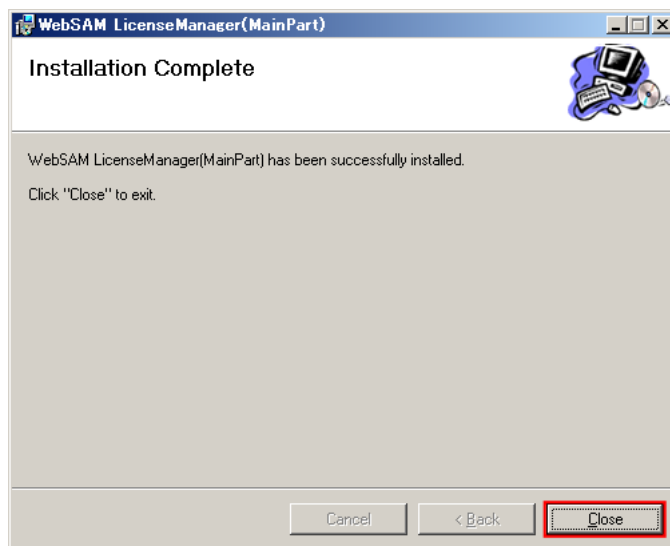 WebSAM LicenseManager(MainPart)
Installation Complete
WebSAM LicenseManager(MainPart) has been successfully installed.
Click "Close" to exit.
Cancel < Back Close